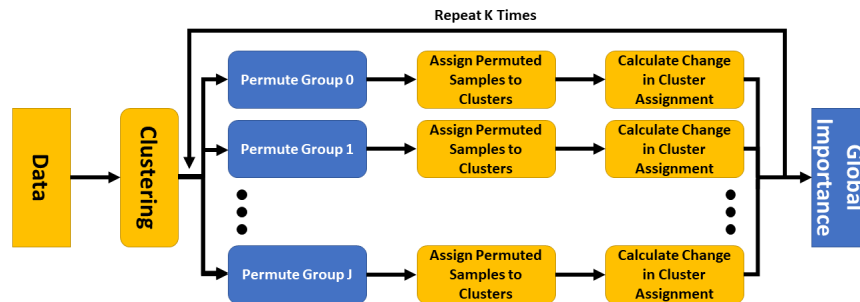 Repeat K Times
Data
Clustering
Permute Group 0
Assign Permuted
Samples to
Clusters
Calculate Change
in Cluster
Assignment
Permute Group 1
Assign Permuted
Samples to
Clusters
Calculate Change
in Cluster
Assignment
Permute Group J
Assign Permuted
Samples to
Clusters
Calculate Change
in Cluster
Assignment
Global
Importance